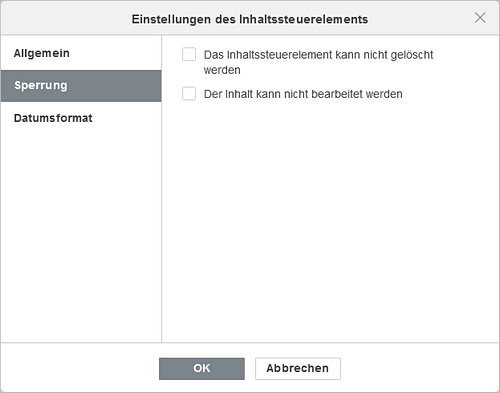 Einstellungen des Inhaltssteuerelements
Allgemein
Sperrung
Datumsformat
Das Inhaltssteuerelement kann nicht gelöscht
werden
Der Inhalt kann nicht bearbeitet werden
OK
Abbrechen